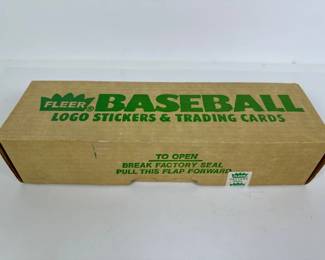 FLEER® BASEBALL
LOGO STICKERS & TRADING CARDS
TO OPEN
BREAK FACTORY SEAL
PULL THIS FLAP FORWARD